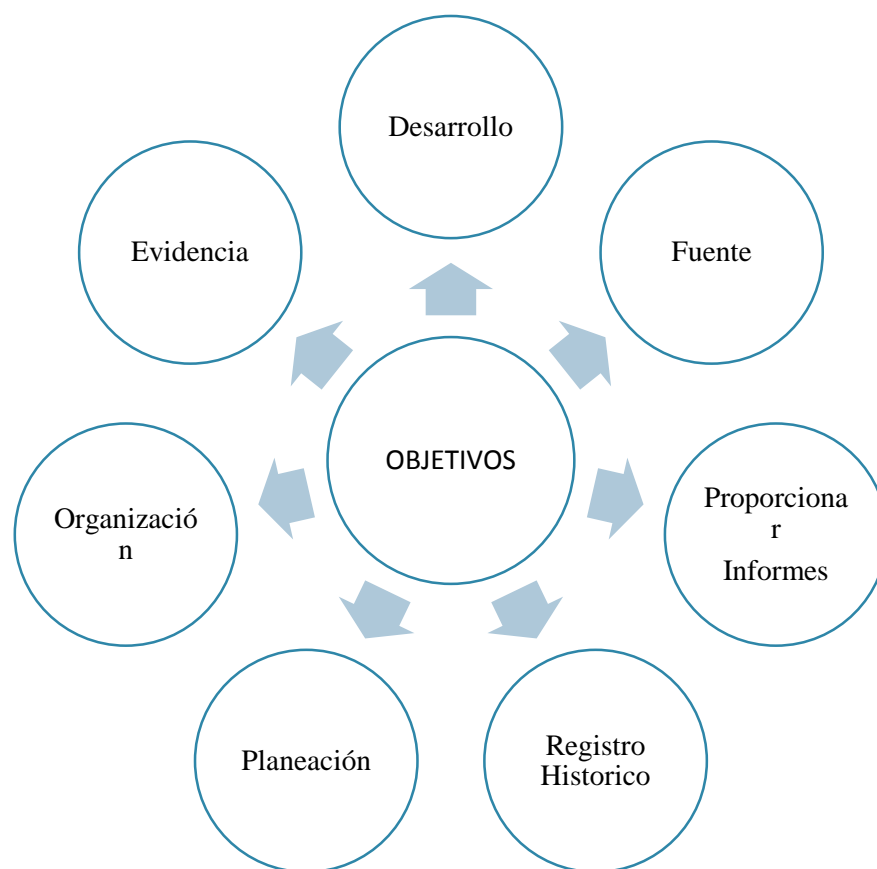 Desarrollo
Evidencia
Fuente
OBJETIVOS
Organizació
n
Proporciona
r
Informes
Planeación
Registro
Historico